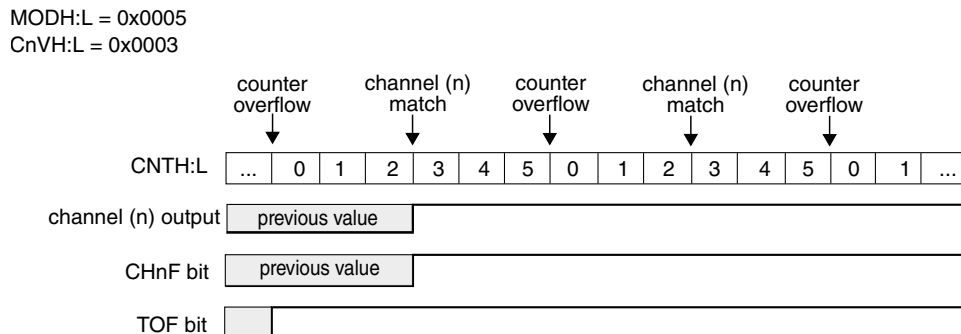 MODH:L = 0x0005
CnVH:L = 0x0003
counter overflow channel (n) match counter overflow channel (n) match counter overflow
CNTH:L ... 0 1 2 3 4 5 0 1 2 3 4 5 0 1 ...
channel (n) output previous value
CHnF bit previous value
TOF bit